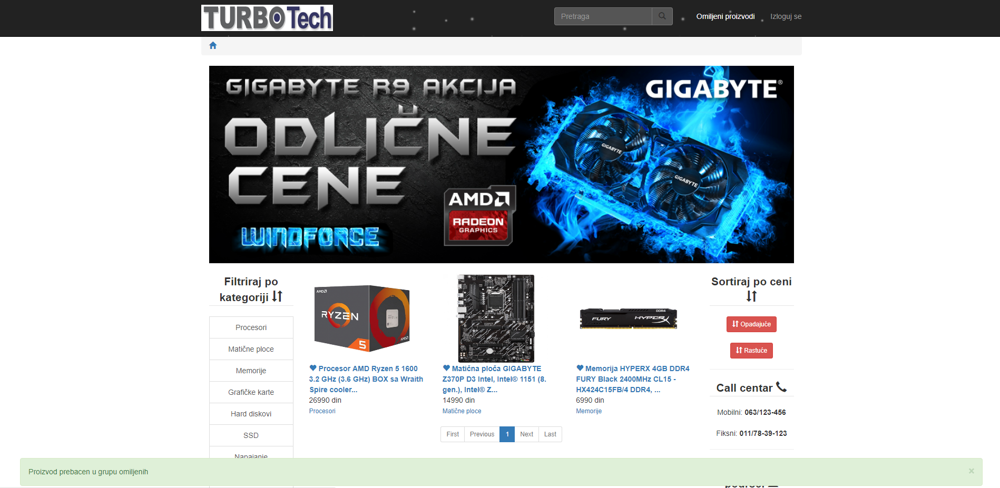 TURBOTech
Pretraga
Omiljeni proizvodi
Izloguj se
GIGABYTE R9 AKCIJA
ODLIČNE
CENE
WINDFORCE
AMD
RADEON
GRAPHICS
GIGABYTE®
GIGABYTE
GIGABYTE
Filtriraj po
kategoriji
Procesori
Matične ploce
Memorije
Grafičke karte
Hard diskovi
SSD
Napajanje
AMD
RYZEN
5
AMD
Procesor AMD Ryzen 5 1600
3.2 GHz (3.6 GHz) BOX sa Wraith
Spire cooler...
26990 din
Procesori
Matična ploča GIGABYTE
Z370P D3 Intel, Intel® 1151 (8.
gen.), Intel® Z...
14990 din
Matične ploce
DDR4
FURY
HYPERX
Memorija HYPERX 4GB DDR4
FURY Black 2400MHz CL15 -
HX424C15FB/4 DDR4, ...
6990 din
Memorije
First
Previous
1
Next
Last
Sortiraj po ceni
Opadajuće
Rastuće
Call centar
Mobilni: 063/123-456
Fiksni: 011/78-39-123
Proizvod prebacen u grupu omiljenih
×